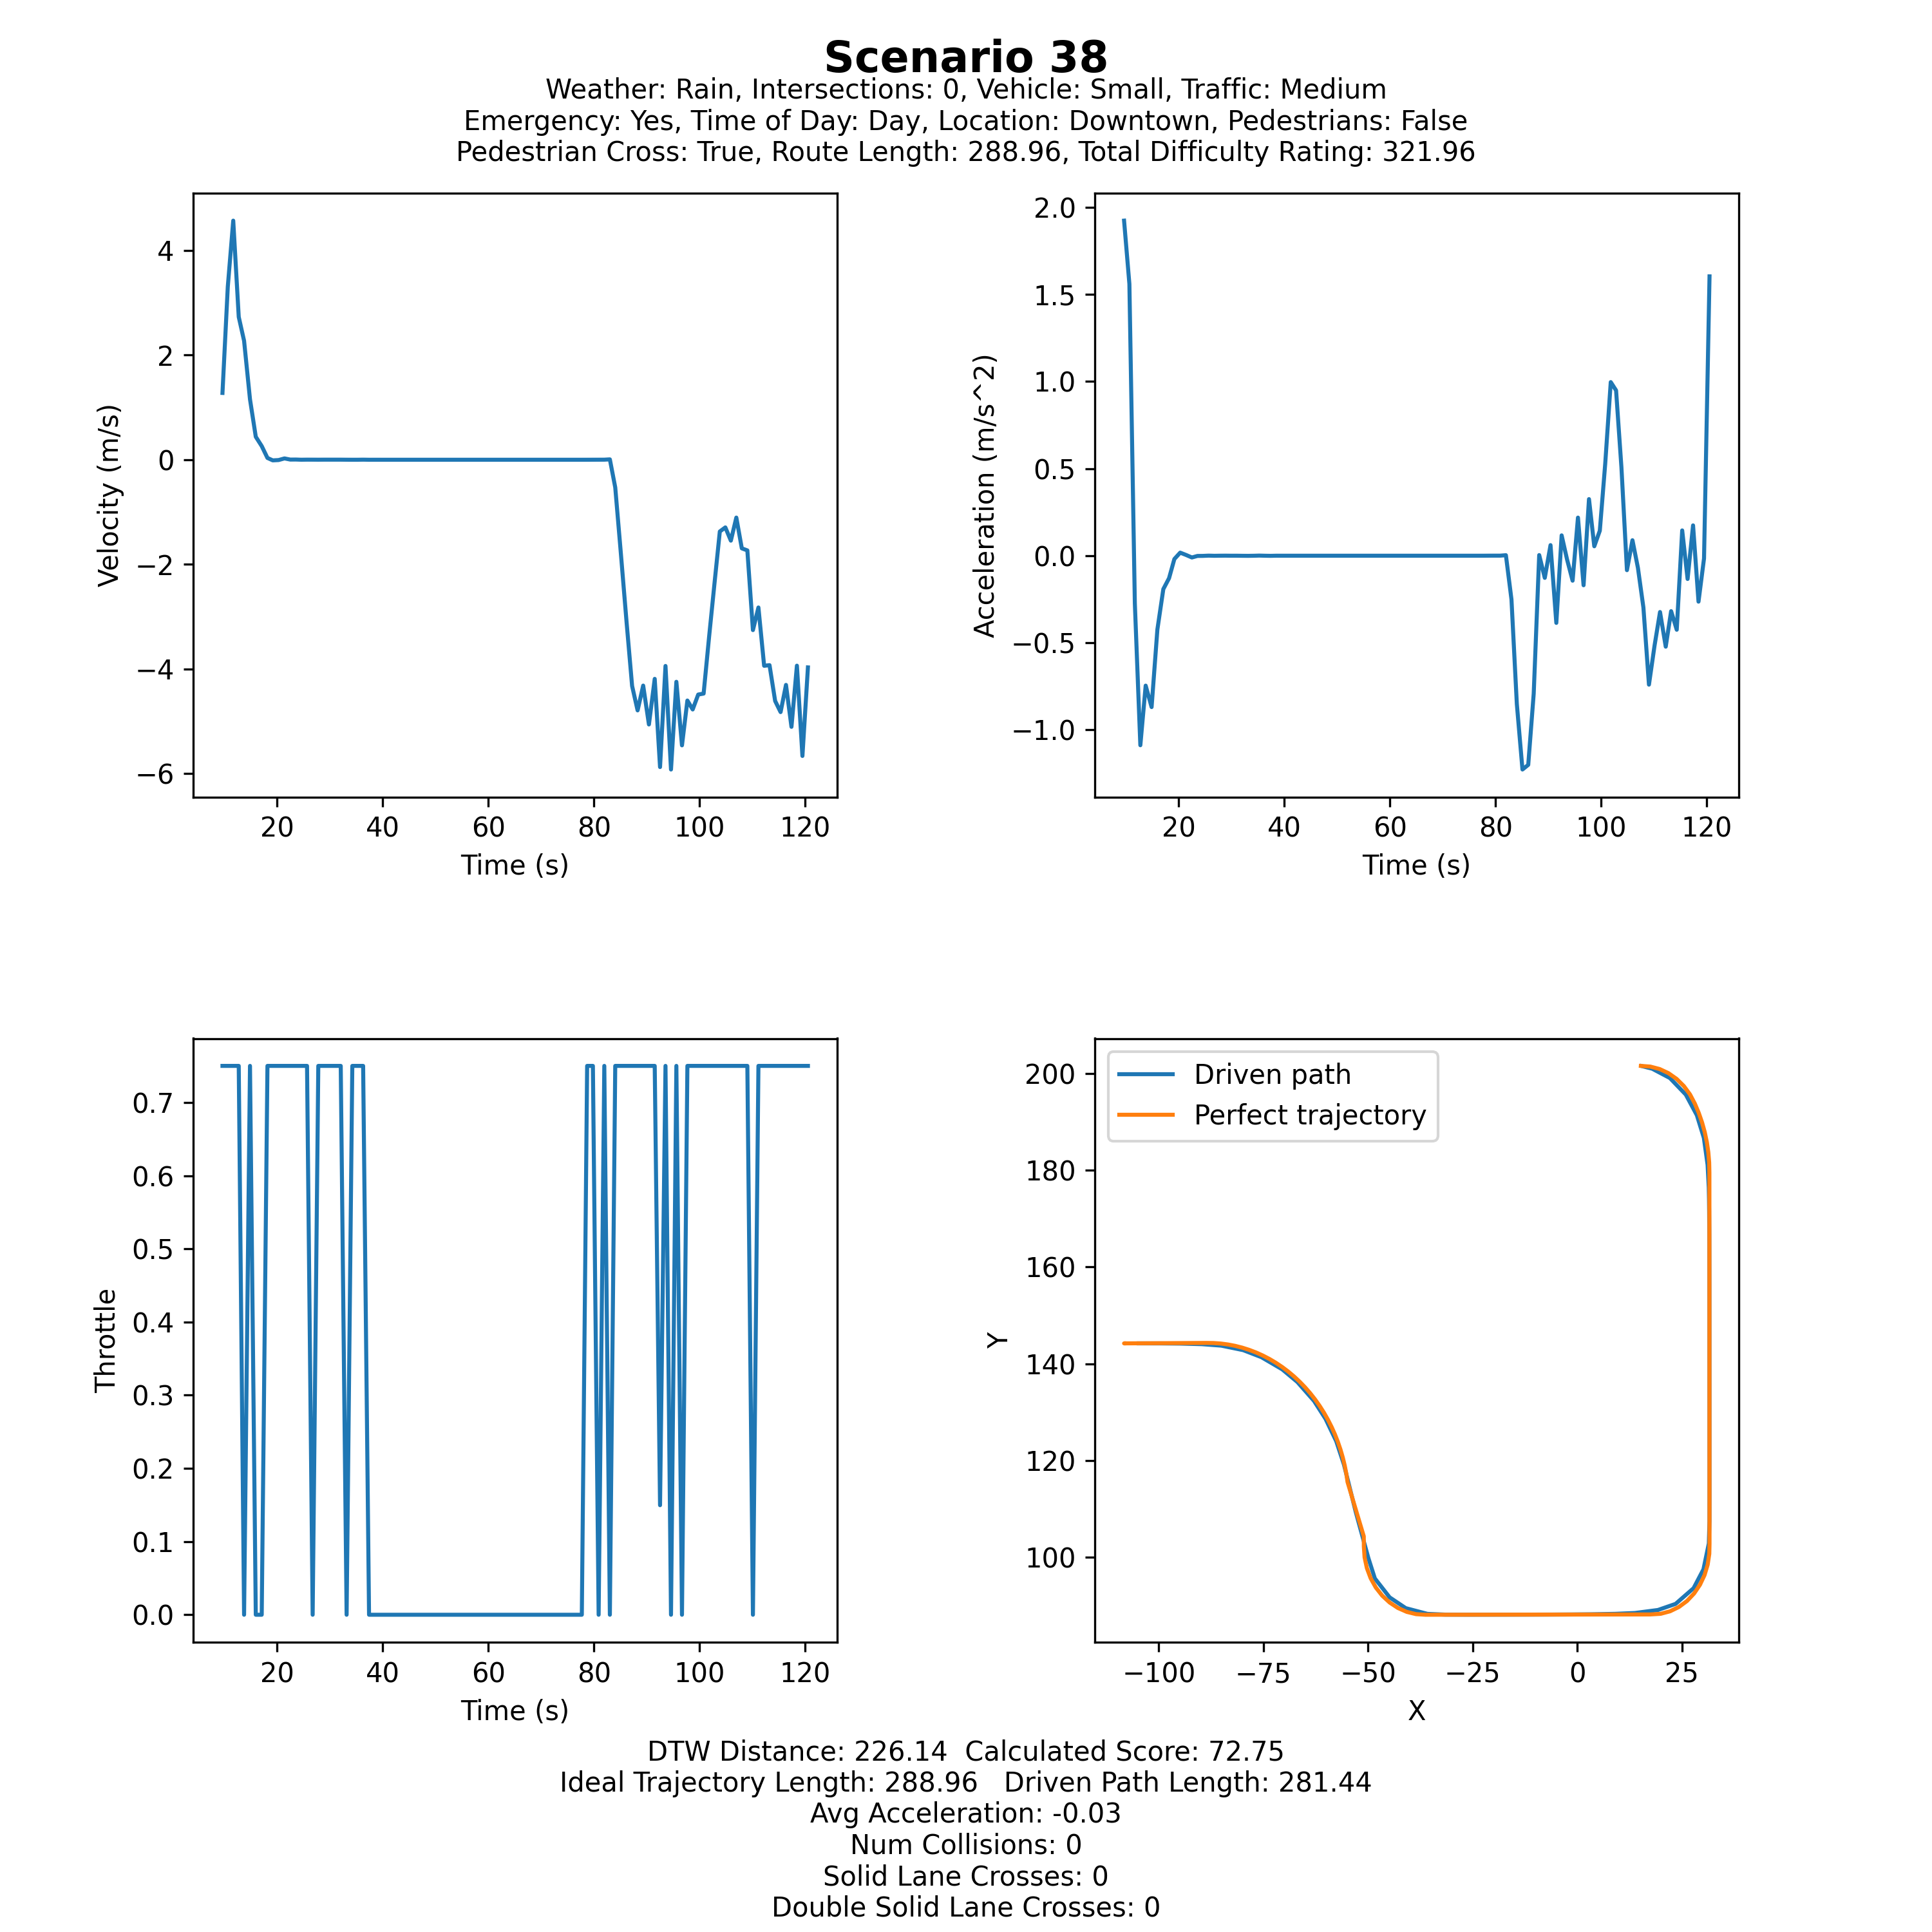 Scenario 38
Weather: Rain, Intersections: 0, Vehicle: Small, Traffic: Medium
Emergency: Yes, Time of Day: Day, Location: Downtown, Pedestrians: False
Pedestrian Cross: True, Route Length: 288.96, Total Difficulty Rating: 321.96
4
2
0
−2
−4
−6
Velocity (m/s)
20 40 60 80 100 120
Time (s)
2.0
1.5
1.0
0.5
0.0
−0.5
−1.0
Acceleration (m/s^2)
20 40 60 80 100 120
Time (s)
0.7
0.6
0.5
0.4
0.3
0.2
0.1
0.0
Throttle
20 40 60 80 100 120
Time (s)
Driven path
Perfect trajectory
200
180
160
140
120
100
Y
−100 −75 −50 −25 0 25
X
DTW Distance: 226.14  Calculated Score: 72.75
Ideal Trajectory Length: 288.96   Driven Path Length: 281.44
Avg Acceleration: -0.03
Num Collisions: 0
Solid Lane Crosses: 0
Double Solid Lane Crosses: 0